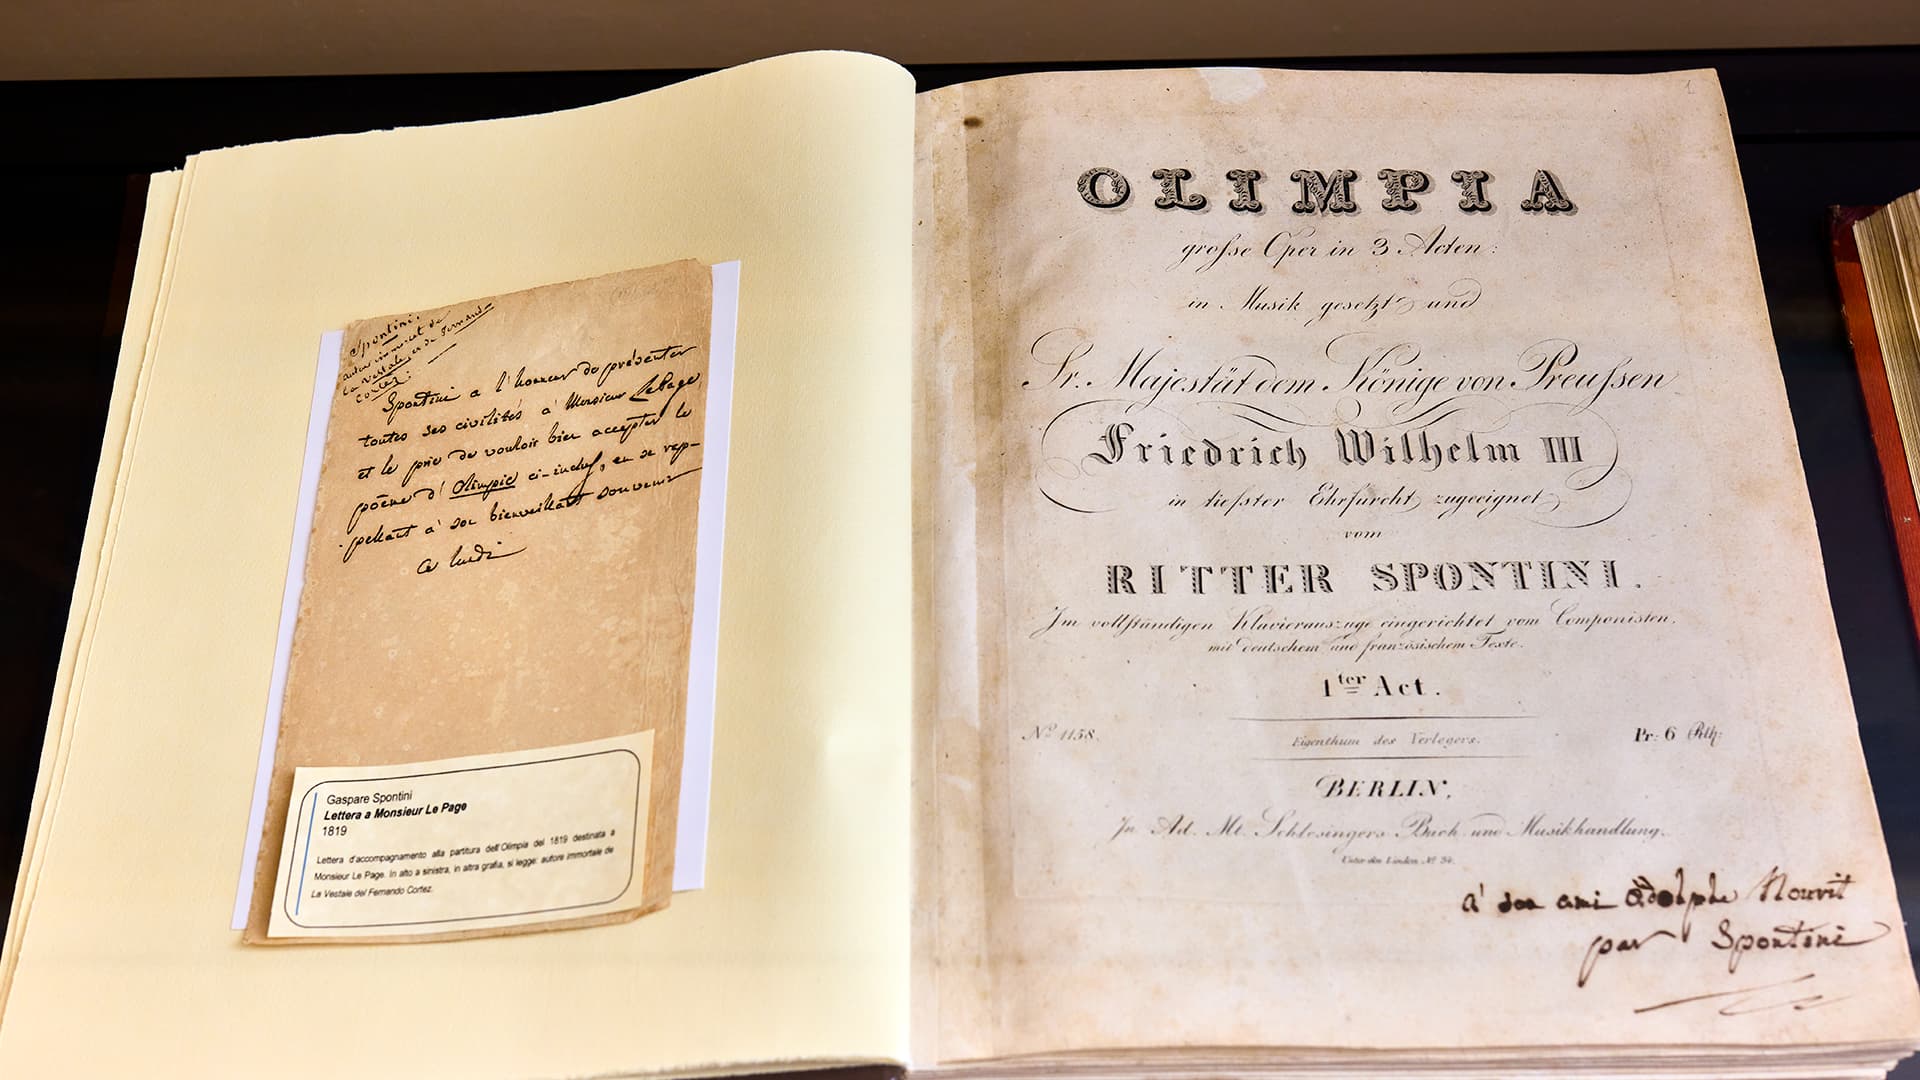 Spontini.
auteur immortel de
La Vestale et de Fernand
Cortez.
Spontini a l'honneur de présenter
toutes ses civilités à Monsieur LePage
et le prie de vouloir bien accepter le
poëme d'Olimpie ci-inclus, en se rap-
pellant à son bienveillant souvenir
ce lundi
Gaspare Spontini
Lettera a Monsieur Le Page
1819
Lettera d'accompagnamento alla partitura dell'Olimpia del 1819 destinata a
Monsieur Le Page. In alto a sinistra, in altra grafia, si legge: autore immortale de
La Vestale del Fernando Cortez.
1
OLIMPIA
grosse Oper in 3 Acten:
in Musik gesetzt und
Sr. Majestät dem Könige von Preussen
Friedrich Wilhelm III
in tiefster Ehrfurcht zugeeignet
vom
RITTER SPONTINI.
Im vollständigen Klavierauszuge eingerichtet vom Componisten,
mit deutschem und französischem Texte.
1ter Act.
No. 1158.
Eigenthum des Verlegers.
Pr: 6 Rth:
BERLIN,
In Ad. Mt. Schlesingers Buch und Musikhandlung.
Unter den Linden No. 34.
à son ami Adolphe Nourit
par Spontini